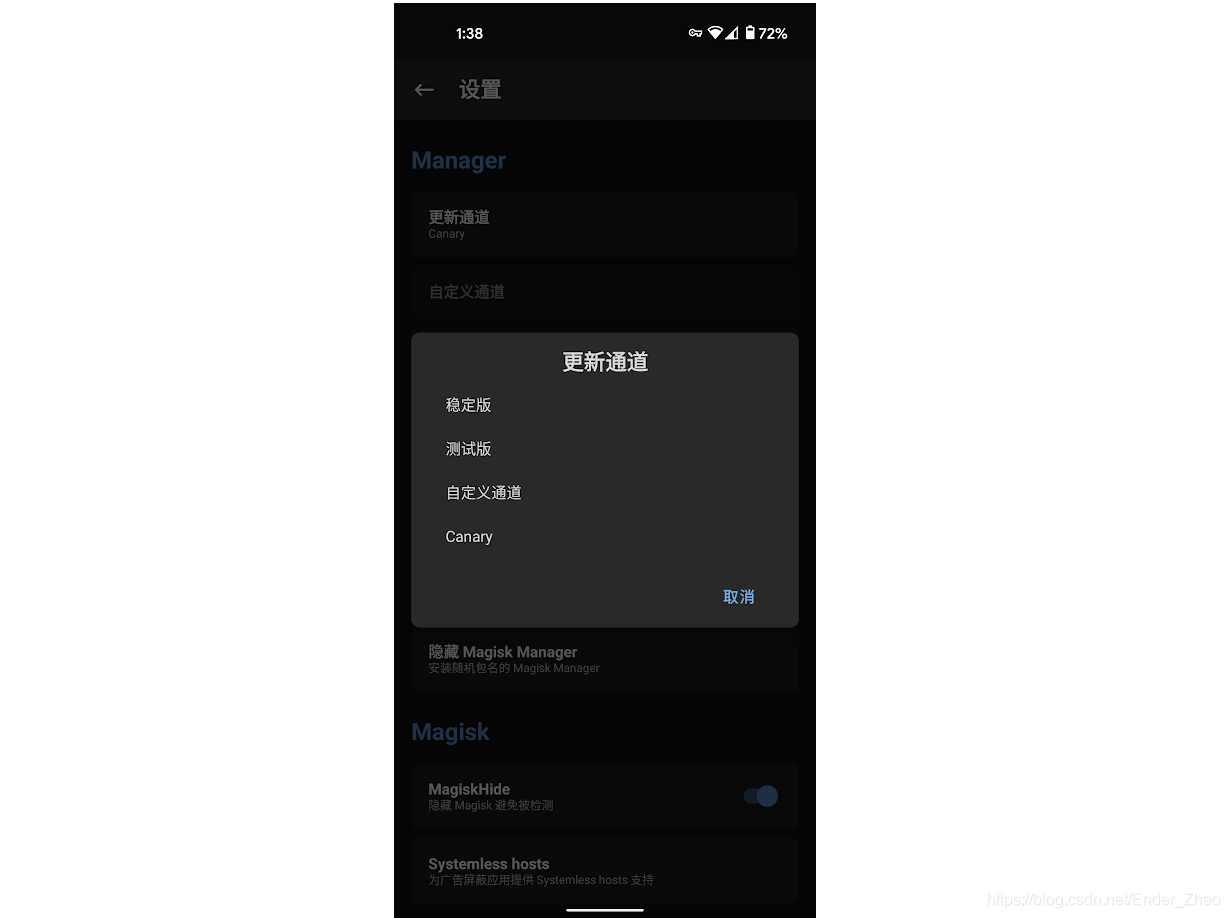 1:38
72%
设置
Manager
更新通道
Canary
自定义通道
更新通道
稳定版
测试版
自定义通道
Canary
取消
隐藏 Magisk Manager
安装随机包名的 Magisk Manager
Magisk
MagiskHide
隐藏 Magisk 避免被检测
Systemless hosts
为广告屏蔽应用提供 Systemless hosts 支持
https://blog.csdn.net/Ender_Zhao